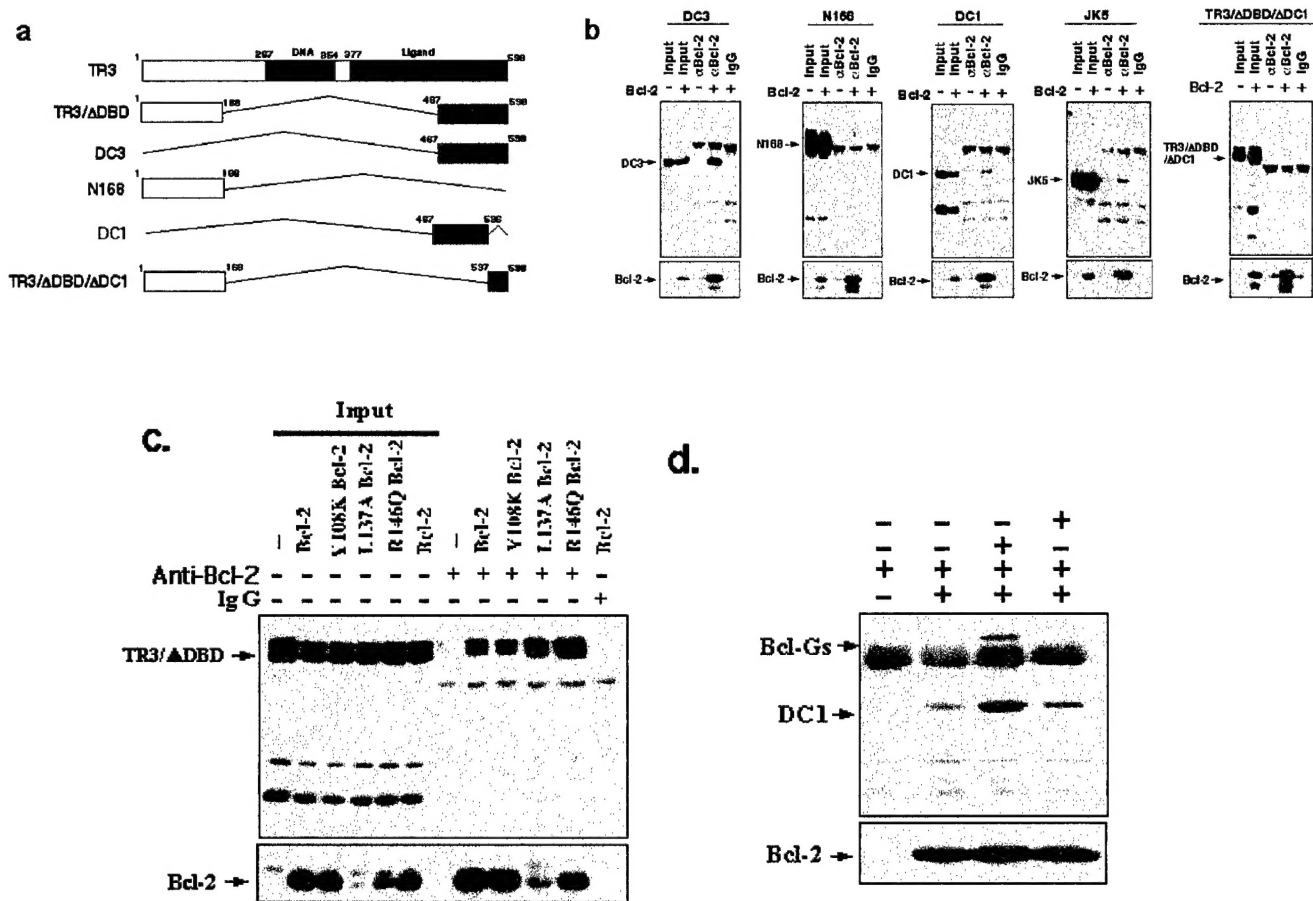 a
1 267 DNA 354 377 Ligand 598
TR3
1 168 467 598
TR3/ΔDBD
467 598
DC3
1 168
N168
467 536
DC1
1 168 537 598
TR3/ΔDBD/ΔDC1
b
DC3
Input
Input
αBcl-2
αBcl-2
IgG
Bcl-2 - + - + +
DC3
Bcl-2
N168
Input
Input
αBcl-2
αBcl-2
IgG
Bcl-2 - + - + +
N168
Bcl-2
DC1
Input
Input
αBcl-2
αBcl-2
IgG
Bcl-2 - + - + +
DC1
Bcl-2
JK5
Input
Input
αBcl-2
αBcl-2
IgG
Bcl-2 - + - + +
JK5
Bcl-2
TR3/ΔDBD/ΔDC1
Input
Input
αBcl-2
αBcl-2
IgG
Bcl-2 - + - + +
TR3/ΔDBD
/ΔDC1
Bcl-2
c.
Input
–
Bcl-2
Y108K Bcl-2
L137A Bcl-2
R146Q Bcl-2
Bcl-2
–
Bcl-2
Y108K Bcl-2
L137A Bcl-2
R146Q Bcl-2
Bcl-2
Anti-Bcl-2 - - - - - - + + + + + -
IgG - - - - - - - - - - - +
TR3/▲DBD
Bcl-2
d.
- - - +
- - + -
+ + + +
- + + +
Bcl-Gs
DC1
Bcl-2